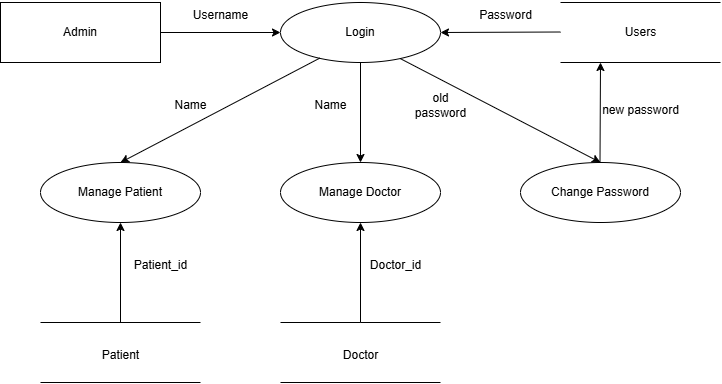 Username
Password
Admin
Login
Users
Name
Name
old
password
new password
Manage Patient
Manage Doctor
Change Password
Patient_id
Doctor_id
Patient
Doctor